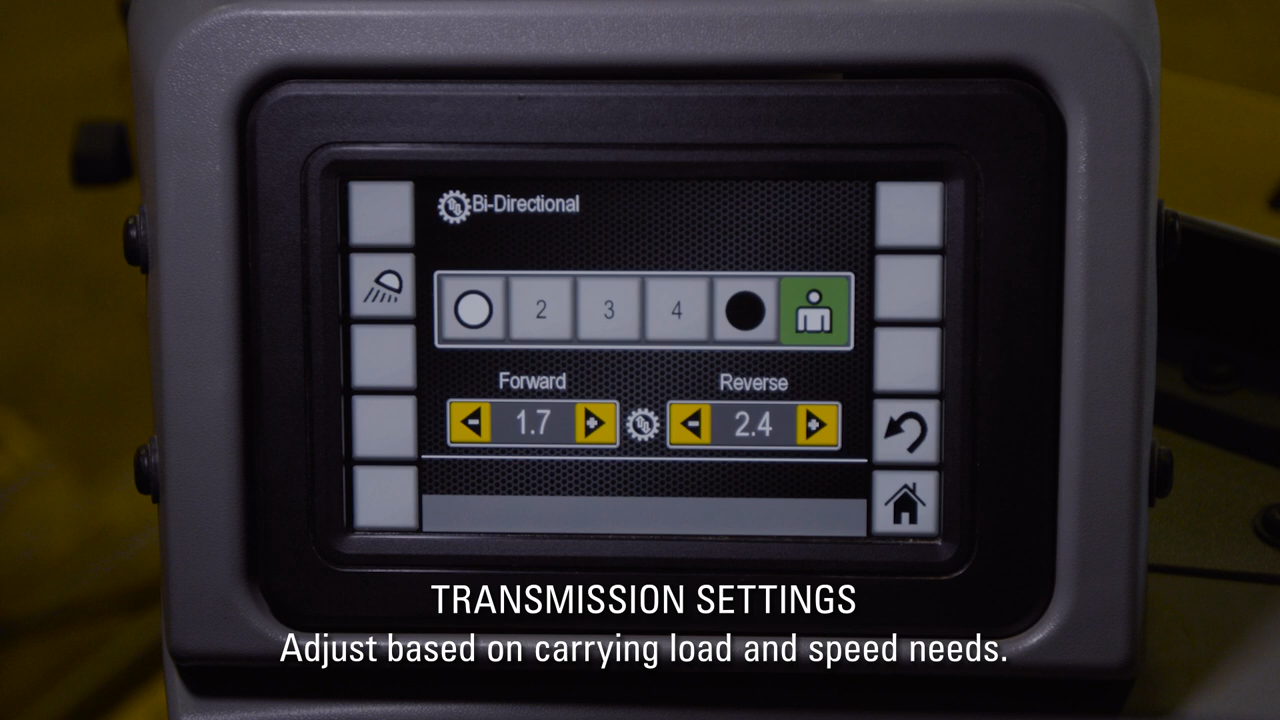 Bi-Directional
2 3 4
Forward Reverse
- 1.7 + - 2.4 +
TRANSMISSION SETTINGS
Adjust based on carrying load and speed needs.